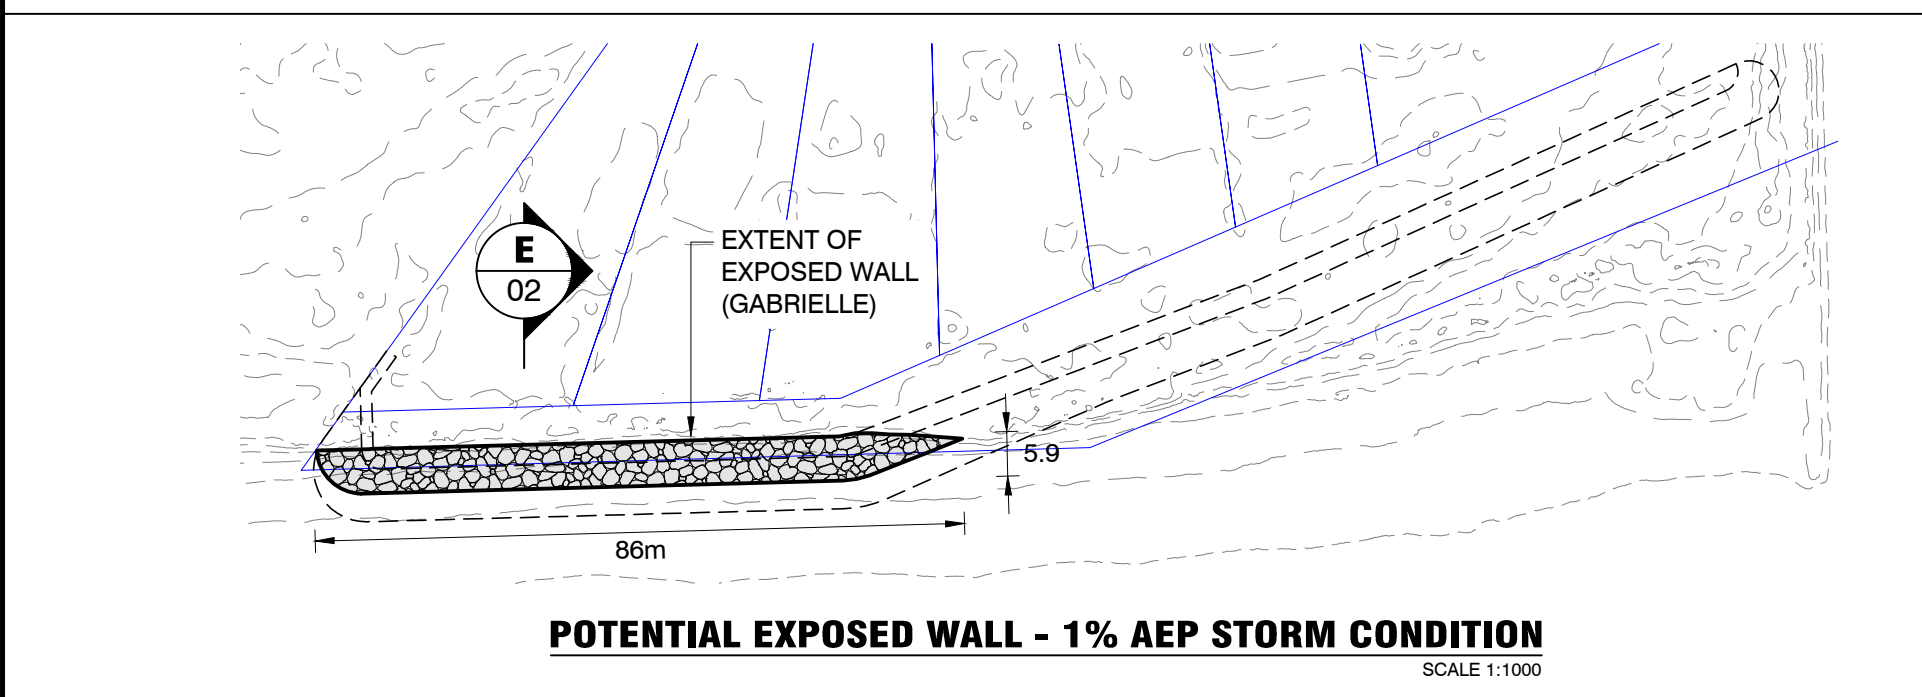 E
02
EXTENT OF
EXPOSED WALL
(GABRIELLE)
5.9
86m
POTENTIAL EXPOSED WALL - 1% AEP STORM CONDITION
SCALE 1:1000